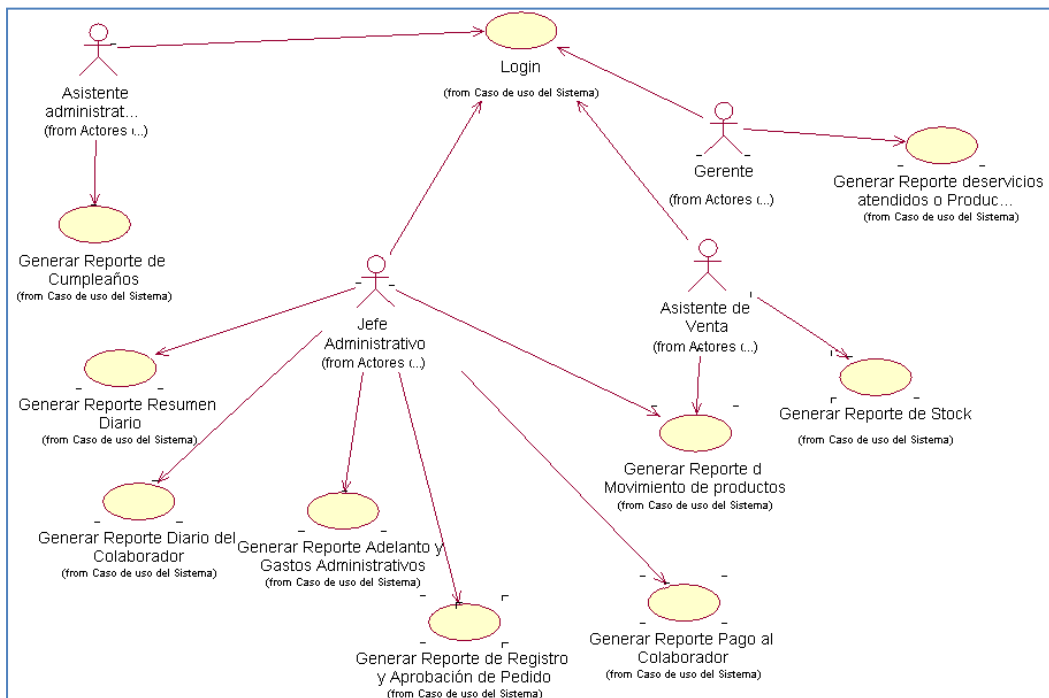 Login
(from Caso de uso del Sistema)
Asistente
administrat...
(from Actores (...)
Gerente
(from Actores (...)
Generar Reporte deservicios
atendidos o Produc...
(from Caso de uso del Sistema)
Generar Reporte de
Cumpleaños
(from Caso de uso del Sistema)
Jefe
Administrativo
(from Actores (...)
Asistente de
Venta
(from Actores (...)
Generar Reporte Resumen
Diario
(from Caso de uso del Sistema)
Generar Reporte de Stock
(from Caso de uso del Sistema)
Generar Reporte d
Movimiento de productos
(from Caso de uso del Sistema)
Generar Reporte Diario del
Colaborador
(from Caso de uso del Sistema)
Generar Reporte Adelanto y
Gastos Administrativos
(from Caso de uso del Sistema)
Generar Reporte de Registro
y Aprobación de Pedido
(from Caso de uso del Sistema)
Generar Reporte Pago al
Colaborador
(from Caso de uso del Sistema)